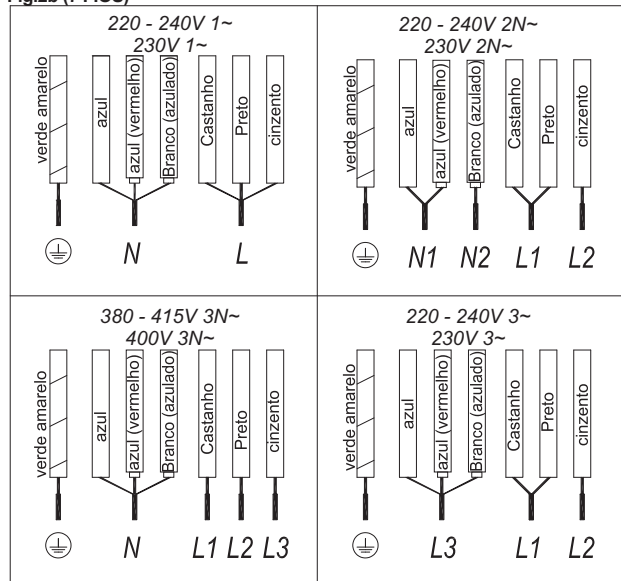 Fig.2b
220 - 240V 1~
230V 1~
verde amarelo
azul
azul (vermelho)
Branco (azulado)
Castanho
Preto
cinzento
N
L
220 - 240V 2N~
230V 2N~
verde amarelo
azul
azul (vermelho)
Branco (azulado)
Castanho
Preto
cinzento
N1 N2 L1 L2
380 - 415V 3N~
400V 3N~
verde amarelo
azul
azul (vermelho)
Branco (azulado)
Castanho
Preto
cinzento
N L1 L2 L3
220 - 240V 3~
230V 3~
verde amarelo
azul
azul (vermelho)
Branco (azulado)
Castanho
Preto
cinzento
L3 L1 L2